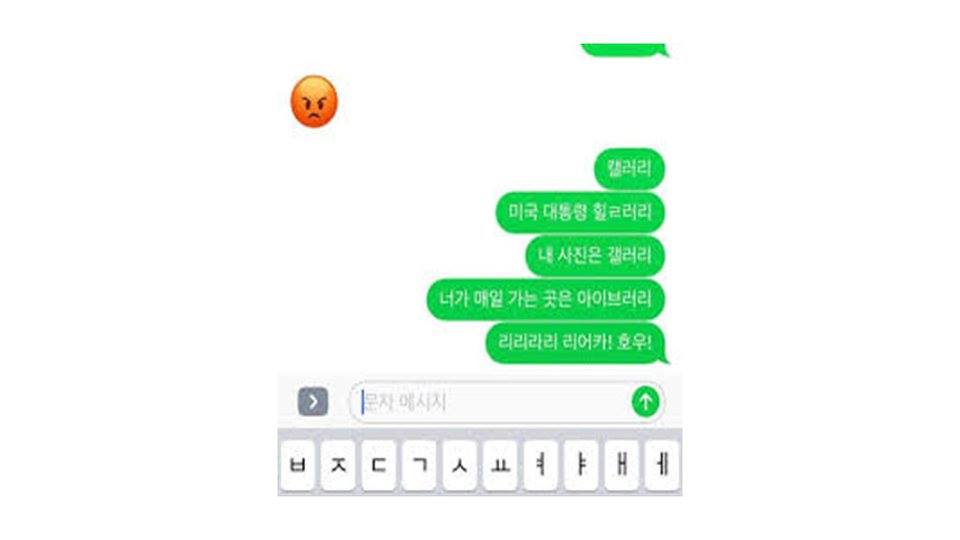 캘러리
미국 대통령 힐ㄹ러리
내 사진은 갤러리
너가 매일 가는 곳은 아이브러리
리리라리 리어카! 호우!
문자 메시지
ㅂ ㅈ ㄷ ㄱ ㅅ ㅛ ㅕ ㅑ ㅐ ㅔ